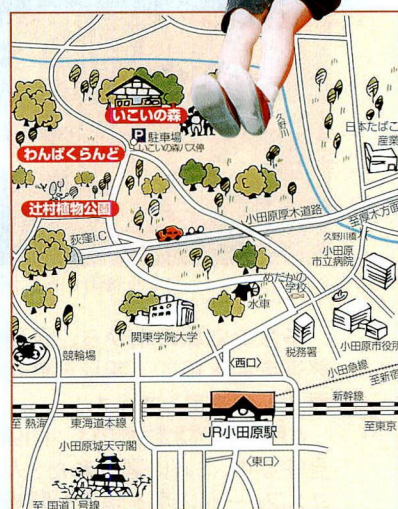 いこいの森
P 駐車場
いこいの森バス停
久野川
日本たばこ
産業
わんぱくらんど
辻村植物公園
小田原厚木道路
至厚木方面
荻窪I.C
久野川橋
小田原
市立病院
めだかの
学校
水車
関東学院大学
競輪場
税務署
小田原市役所
〈西口〉
小田急線
至新宿
新幹線
至 熱海
東海道本線
JR小田原駅
至東京
小田原城天守閣
〈東口〉
至 国道1号線